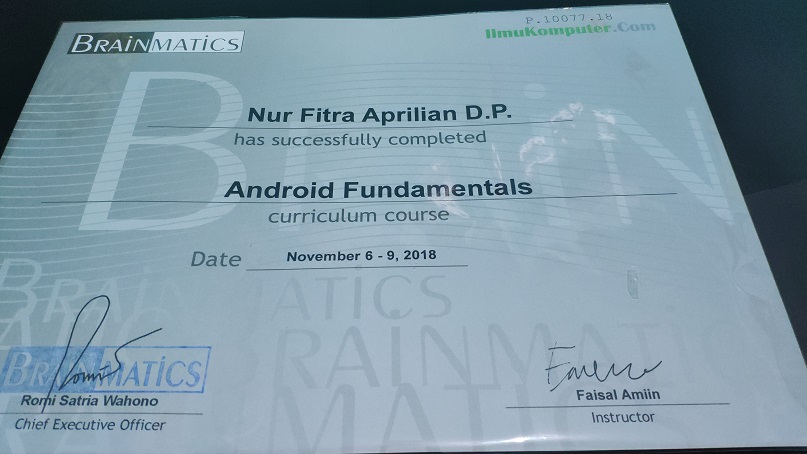 BRAINMATICS
P.10077.18
IlmuKomputer.Com
Nur Fitra Aprilian D.P.
has successfully completed
Android Fundamentals
curriculum course
Date November 6 - 9, 2018
BRAINMATICS
BRAINMATICS
BRAINMATICS
Romi Satria Wahono
Chief Executive Officer
Faisal Amiin
Instructor